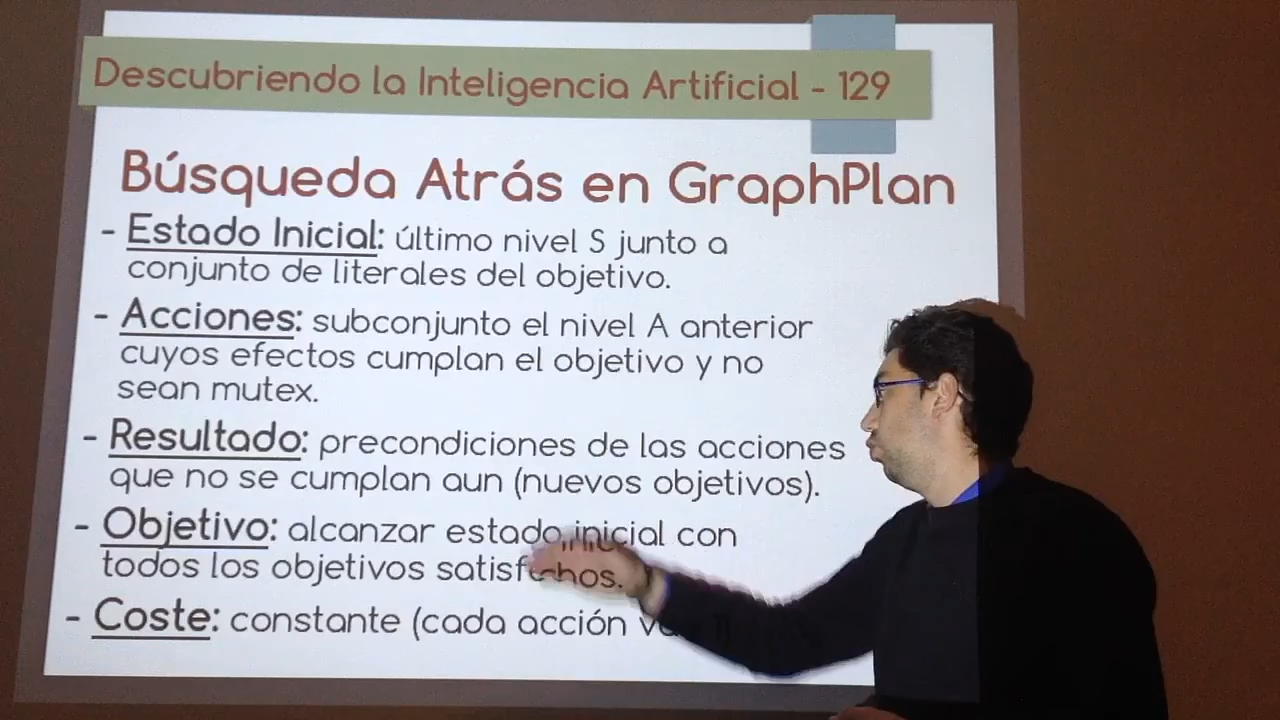 Descubriendo la Inteligencia Artificial - 129
Búsqueda Atrás en GraphPlan
- Estado Inicial: último nivel S junto a
conjunto de literales del objetivo.
- Acciones: subconjunto el nivel A anterior
cuyos efectos cumplan el objetivo y no
sean mutex.
- Resultado: precondiciones de las acciones
que no se cumplan aun (nuevos objetivos).
- Objetivo: alcanzar estado inicial con
todos los objetivos satisfechos.
- Coste: constante (cada acción